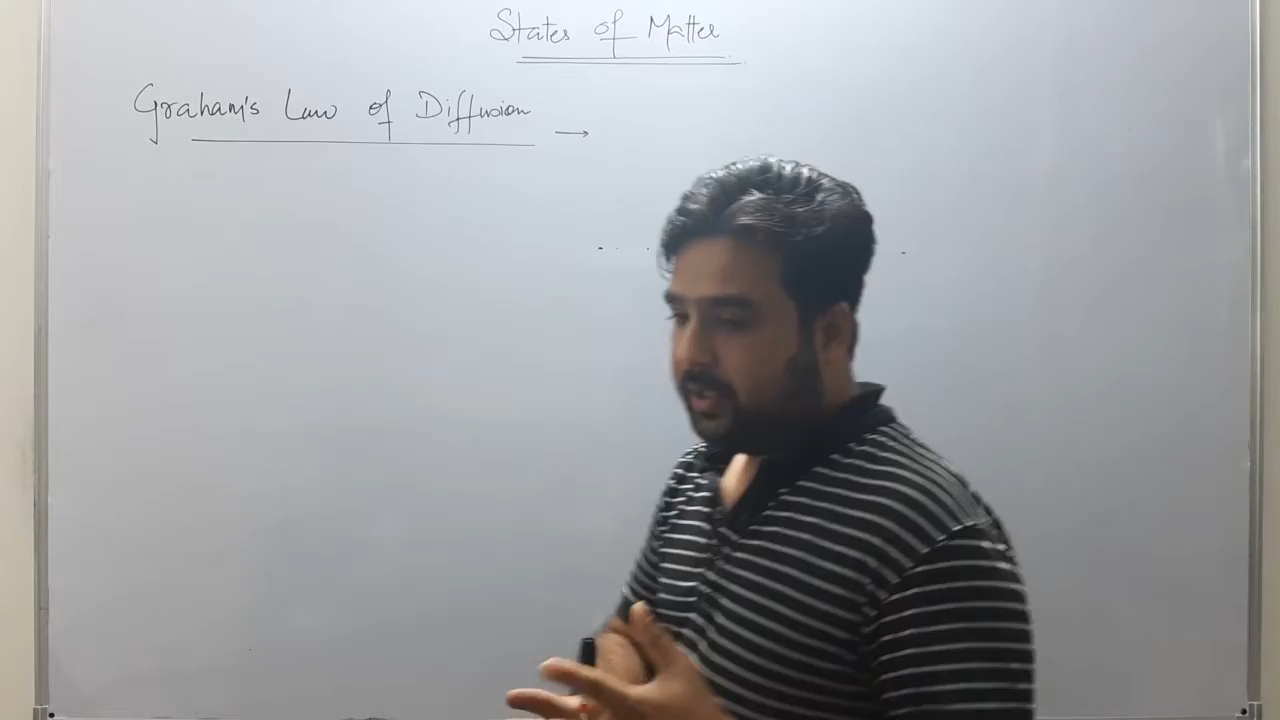 States of Matter
Graham's Law of Diffusion →